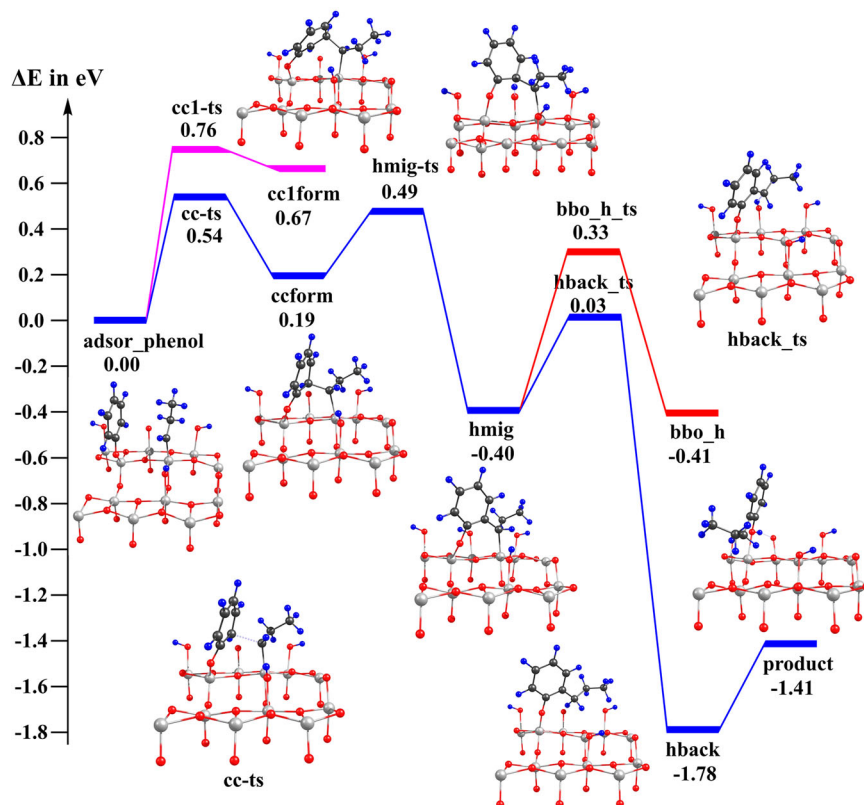 ΔE in eV
0.8
0.6
0.4
0.2
0.0
-0.2
-0.4
-0.6
-0.8
-1.0
-1.2
-1.4
-1.6
-1.8
cc1-ts
0.76
cc-ts
0.54
cc1form
0.67
ccform
0.19
hmig-ts
0.49
adsor_phenol
0.00
bbo_h_ts
0.33
hback_ts
0.03
hback_ts
hmig
-0.40
bbo_h
-0.41
cc-ts
product
-1.41
hback
-1.78